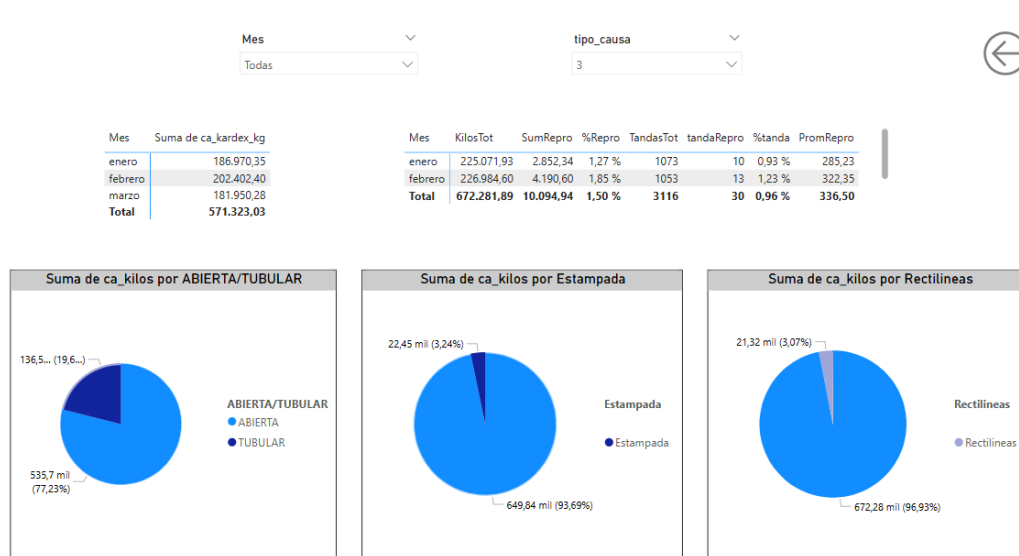 Mes
tipo_causa
Todas
3
Mes Suma de ca_kardex_kg
enero 186.970,35
febrero 202.402,40
marzo 181.950,28
Total 571.323,03
Mes KilosTot SumRepro %Repro TandasTot tandaRepro %tanda PromRepro
enero 225.071,93 2.852,34 1,27 % 1073 10 0,93 % 285,23
febrero 226.984,60 4.190,60 1,85 % 1053 13 1,23 % 322,35
Total 672.281,89 10.094,94 1,50 % 3116 30 0,96 % 336,50
Suma de ca_kilos por ABIERTA/TUBULAR
136,5... (19,6...)
535,7 mil
(77,23%)
ABIERTA/TUBULAR
ABIERTA
TUBULAR
Suma de ca_kilos por Estampada
22,45 mil (3,24%)
649,84 mil (93,69%)
Estampada
Estampada
Suma de ca_kilos por Rectilineas
21,32 mil (3,07%)
672,28 mil (96,93%)
Rectilineas
Rectilineas